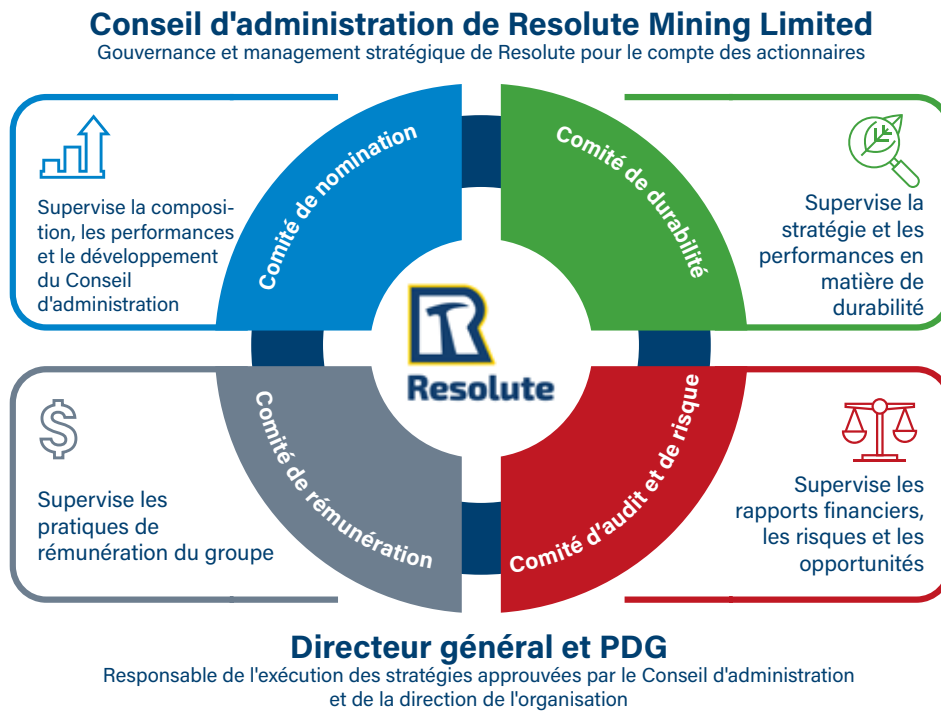 Conseil d'administration de Resolute Mining Limited
Gouvernance et management stratégique de Resolute pour le compte des actionnaires
Comité de nomination
Supervise la composi-
tion, les performances
et le développement
du Conseil
d'administration
Comité de durabilité
Supervise la
stratégie et les
performances en
matière de
durabilité
R
Resolute
Comité de rémunération
$
Supervise les
pratiques de
rémunération du groupe
Comité d'audit et de risque
Supervise les
rapports financiers,
les risques et les
opportunités
Directeur général et PDG
Responsable de l'exécution des stratégies approuvées par le Conseil d'administration
et de la direction de l'organisation